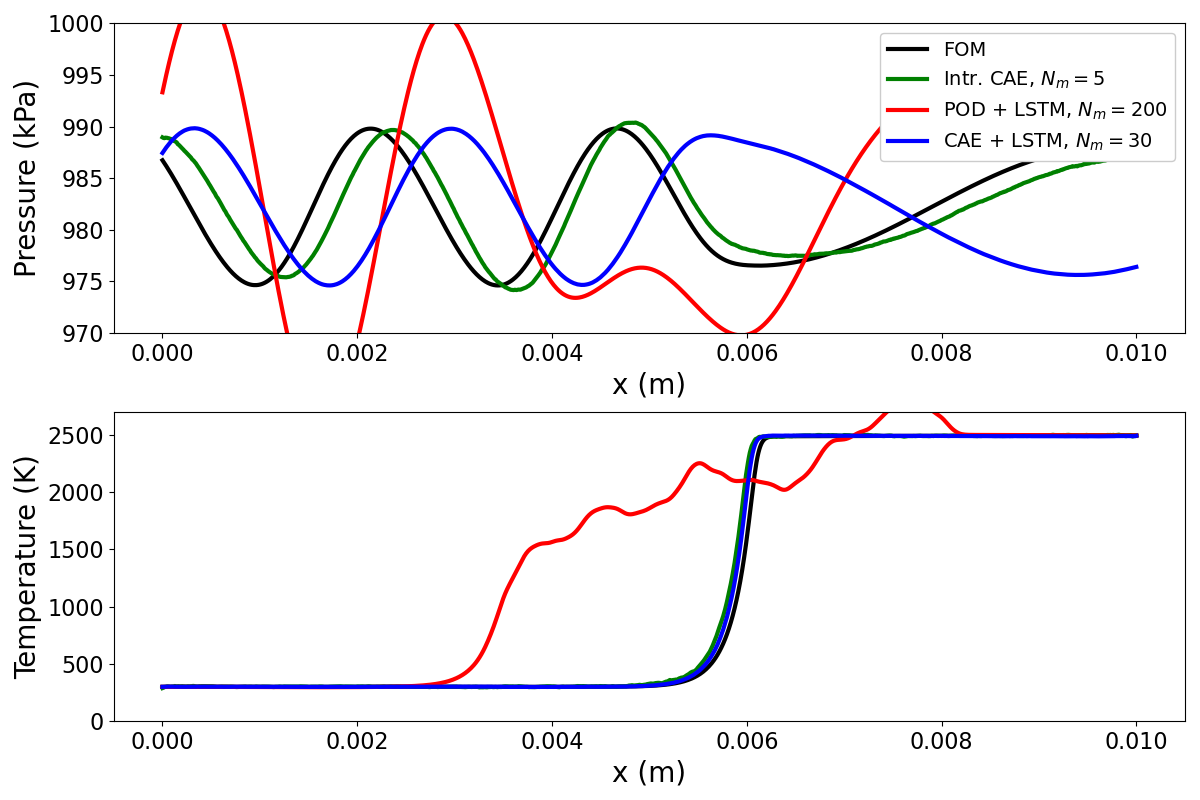 1000
995
990
985
980
975
970
Pressure (kPa)
FOM
Intr. CAE, N_m = 5
POD + LSTM, N_m = 200
CAE + LSTM, N_m = 30
0.000 0.002 0.004 0.006 0.008 0.010
x (m)
2500
2000
1500
1000
500
0
Temperature (K)
0.000 0.002 0.004 0.006 0.008 0.010
x (m)